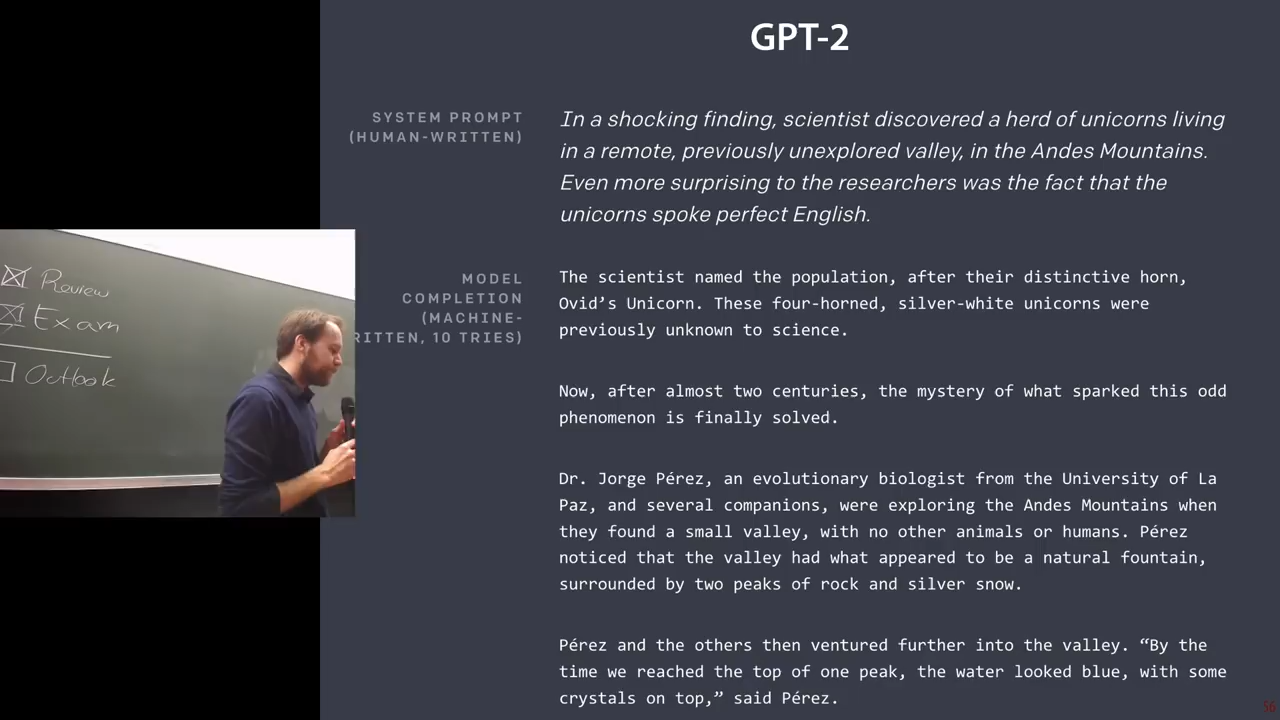 GPT-2
SYSTEM PROMPT
(HUMAN-WRITTEN)
In a shocking finding, scientist discovered a herd of unicorns living
in a remote, previously unexplored valley, in the Andes Mountains.
Even more surprising to the researchers was the fact that the
unicorns spoke perfect English.
MODEL
COMPLETION
(MACHINE-
RITTEN, 10 TRIES)
The scientist named the population, after their distinctive horn,
Ovid’s Unicorn. These four-horned, silver-white unicorns were
previously unknown to science.
Now, after almost two centuries, the mystery of what sparked this odd
phenomenon is finally solved.
Dr. Jorge Pérez, an evolutionary biologist from the University of La
Paz, and several companions, were exploring the Andes Mountains when
they found a small valley, with no other animals or humans. Pérez
noticed that the valley had what appeared to be a natural fountain,
surrounded by two peaks of rock and silver snow.
Pérez and the others then ventured further into the valley. “By the
time we reached the top of one peak, the water looked blue, with some
crystals on top,” said Pérez.
Review
Exam
Outlook
56